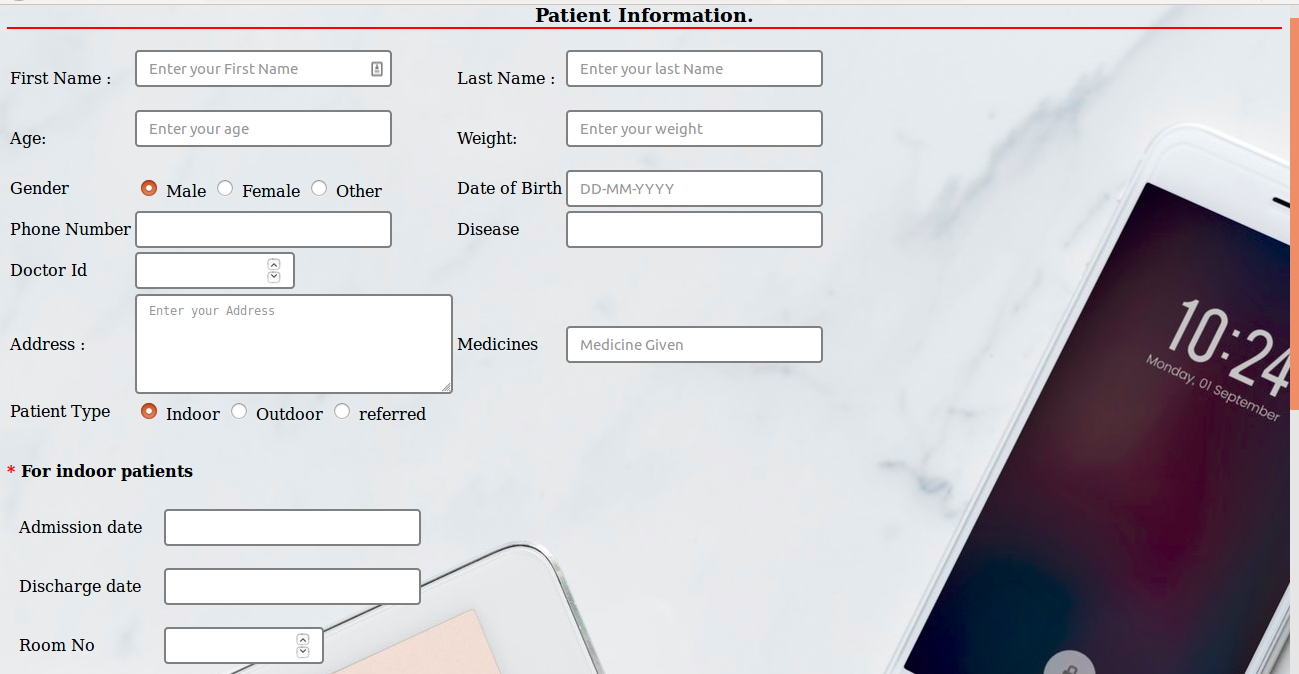 Patient Information.
First Name : Enter your First Name Last Name : Enter your last Name
Age: Enter your age Weight: Enter your weight
Gender Male Female Other Date of Birth DD-MM-YYYY
Phone Number Disease
Doctor Id
Address : Enter your Address Medicines Medicine Given
Patient Type Indoor Outdoor referred
* For indoor patients
Admission date
Discharge date
Room No
10:24
Monday, 01 September